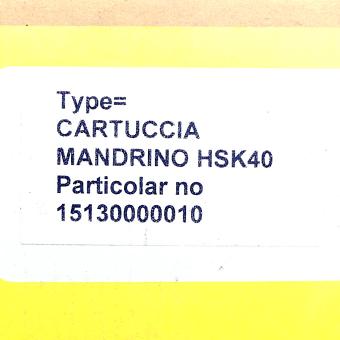 Type=
CARTUCCIA
MANDRINO HSK40
Particolar no
15130000010